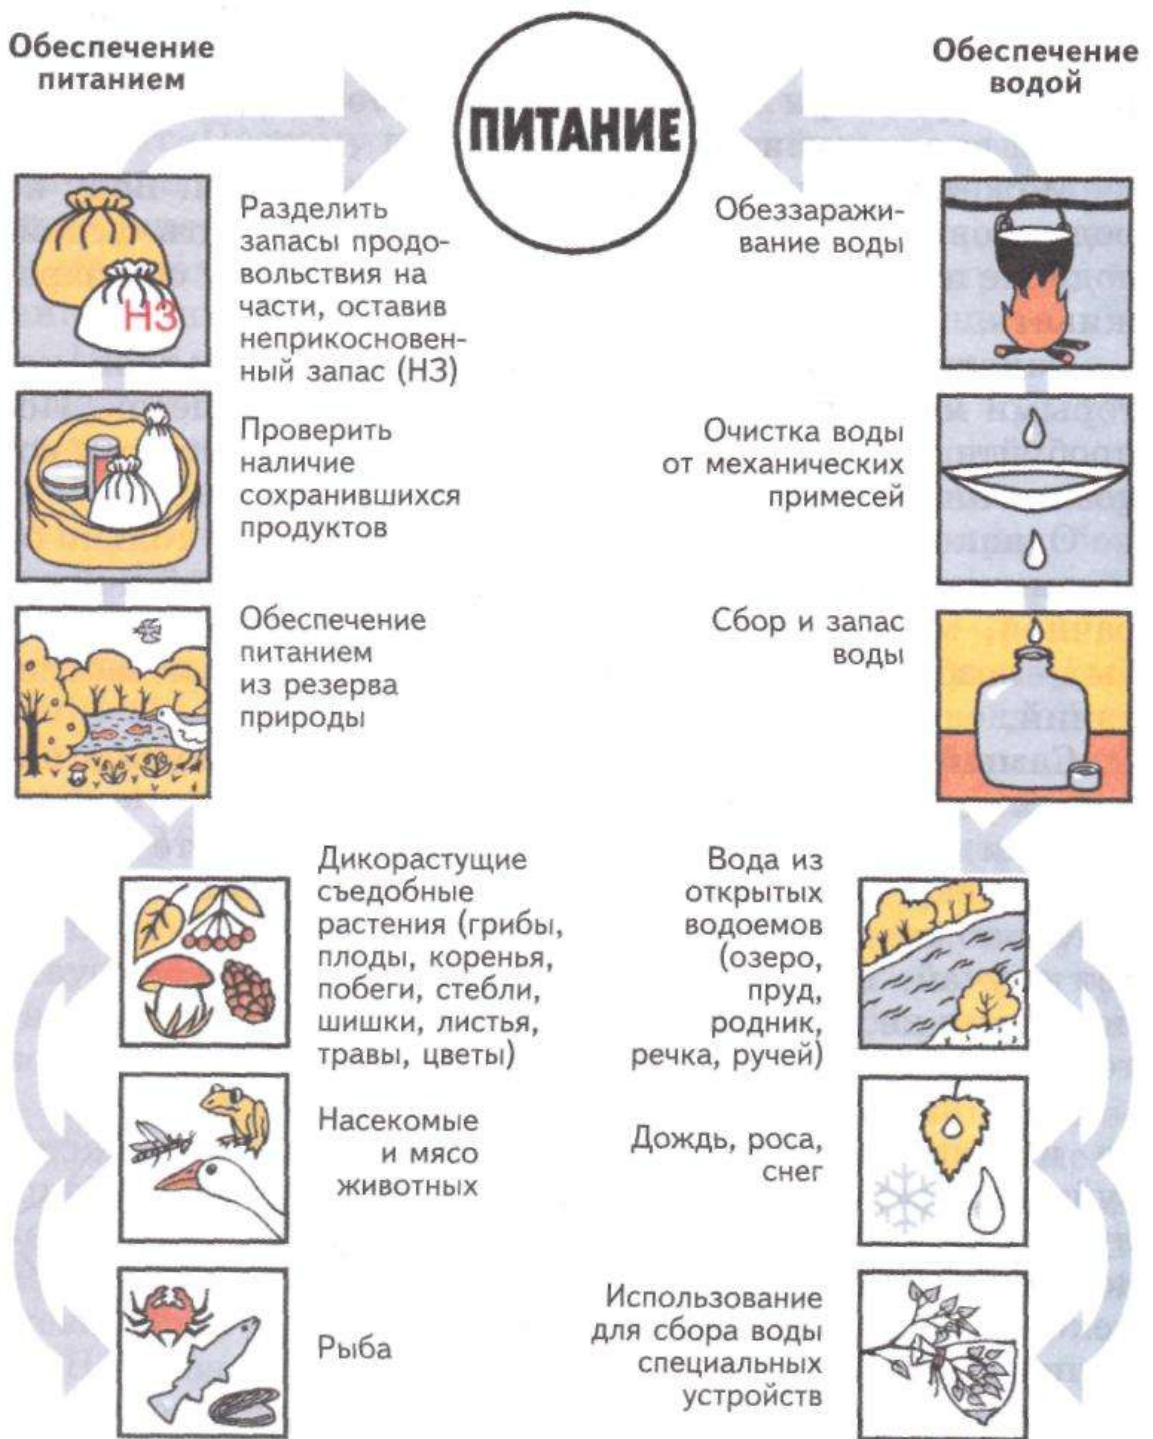 Обеспечение
питанием
ПИТАНИЕ
Обеспечение
водой
Разделить
запасы продо-
вольствия на
части, оставив
неприкосновен-
ный запас (НЗ)
НЗ
Проверить
наличие
сохранившихся
продуктов
Обеспечение
питанием
из резерва
природы
Дикорастущие
съедобные
растения (грибы,
плоды, коренья,
побеги, стебли,
шишки, листья,
травы, цветы)
Насекомые
и мясо
животных
Рыба
Обеззаражи-
вание воды
Очистка воды
от механических
примесей
Сбор и запас
воды
Вода из
открытых
водоемов
(озеро,
пруд,
родник,
речка, ручей)
Дождь, роса,
снег
Использование
для сбора воды
специальных
устройств